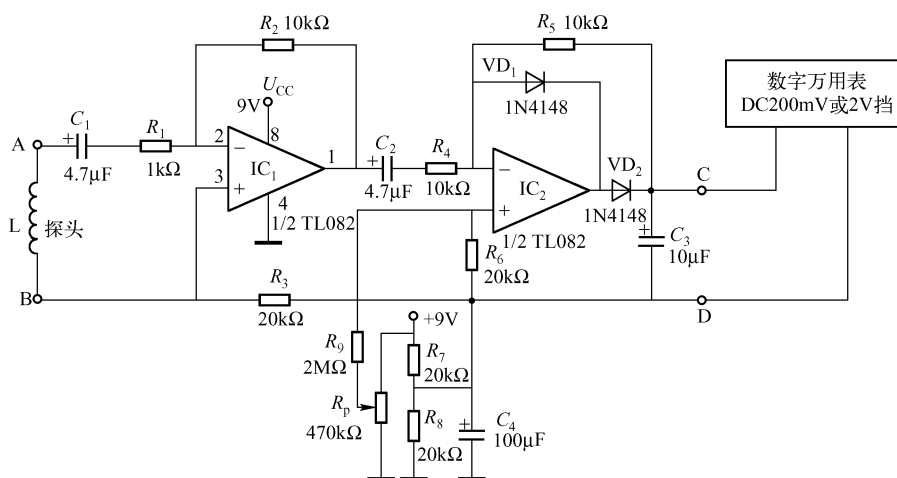 R2 10kΩ
R5 10kΩ
VD1
1N4148
数字万用表
DC200mV或2V挡
UCC
9V
A
C1
+
4.7μF
R1
1kΩ
2
8
−
IC1
1
3
+
4
1/2 TL082
C2
+
4.7μF
R4
10kΩ
−
IC2
+
1/2 TL082
VD2
1N4148
C
L
探头
R6
20kΩ
+
C3
10μF
B
R3
20kΩ
D
+9V
R9
2MΩ
R7
20kΩ
Rp
470kΩ
R8
20kΩ
+
C4
100μF